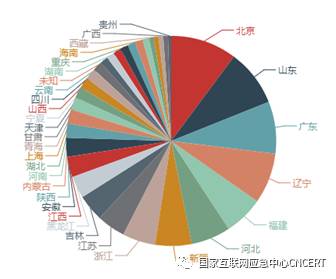 贵州
广西
西藏
海南
重庆
湖南
未知
云南
四川
山西
宁夏
天津
甘肃
青海
上海
湖北
河南
内蒙古
陕西
安徽
江西
黑龙江
吉林
江苏
浙江
北京
山东
广东
辽宁
福建
河北
新疆
国家互联网应急中心CNCERT